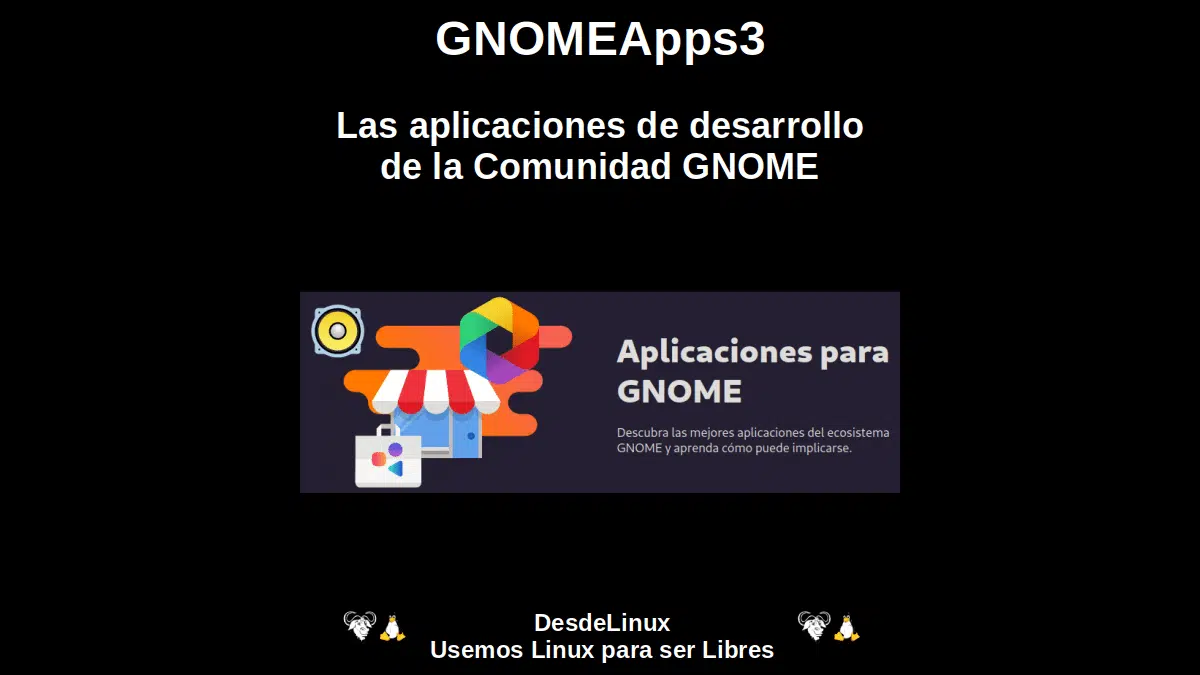 GNOMEApps3
Las aplicaciones de desarrollo
de la Comunidad GNOME
Aplicaciones para
GNOME
Descubra las mejores aplicaciones del ecosistema
GNOME y aprenda cómo puede implicarse.
DesdeLinux
Usemos Linux para ser Libres